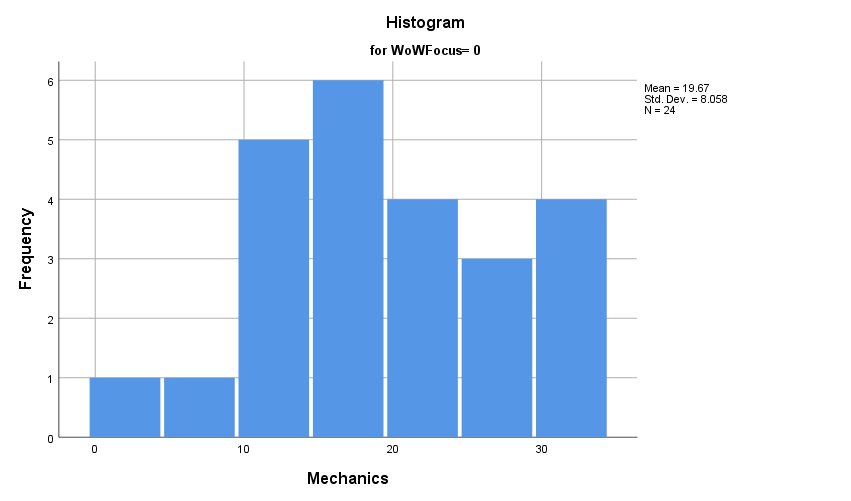 Histogram
for WoWFocus= 0
Mean = 19.67
Std. Dev. = 8.058
N = 24
6
5
4
3
2
1
0
Frequency
0 10 20 30
Mechanics